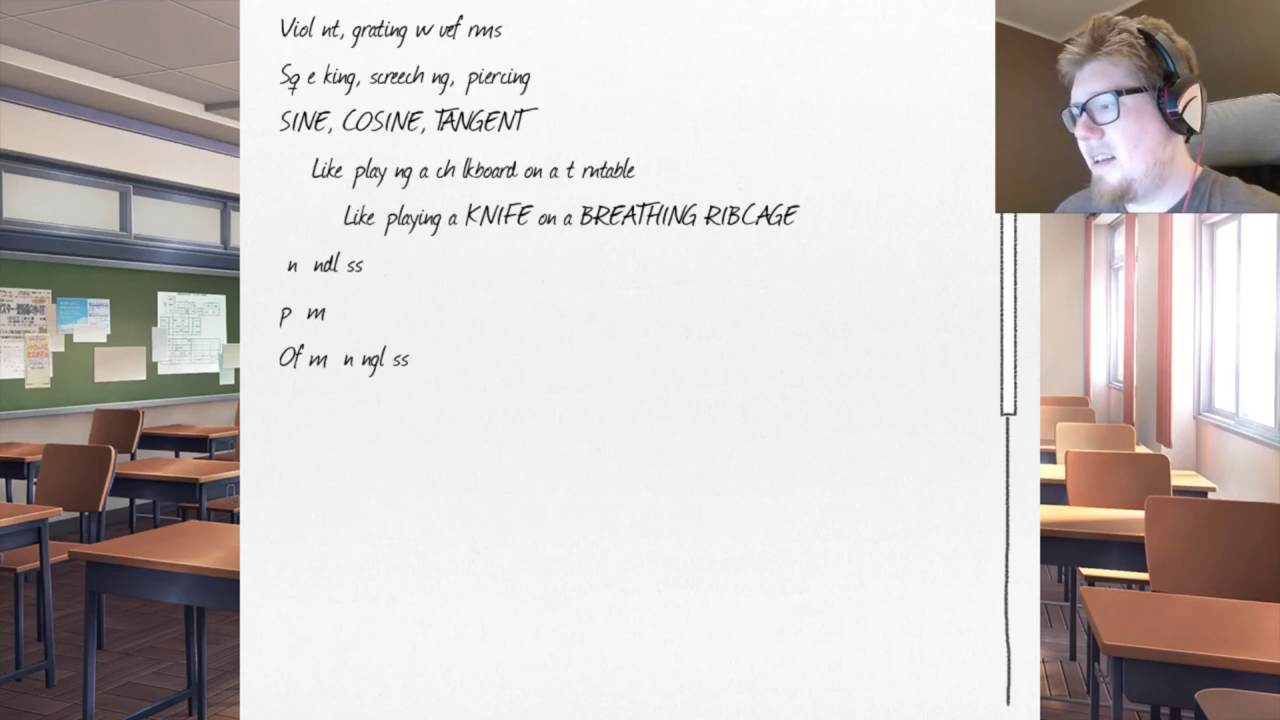 Viol nt, grating w vef rms
Sq e king, screech ng, piercing
SINE, COSINE, TANGENT
Like play ng a ch lkboard on a t rntable
Like playing a KNIFE on a BREATHING RIBCAGE
n ndl ss
p m
Of m n ngl ss